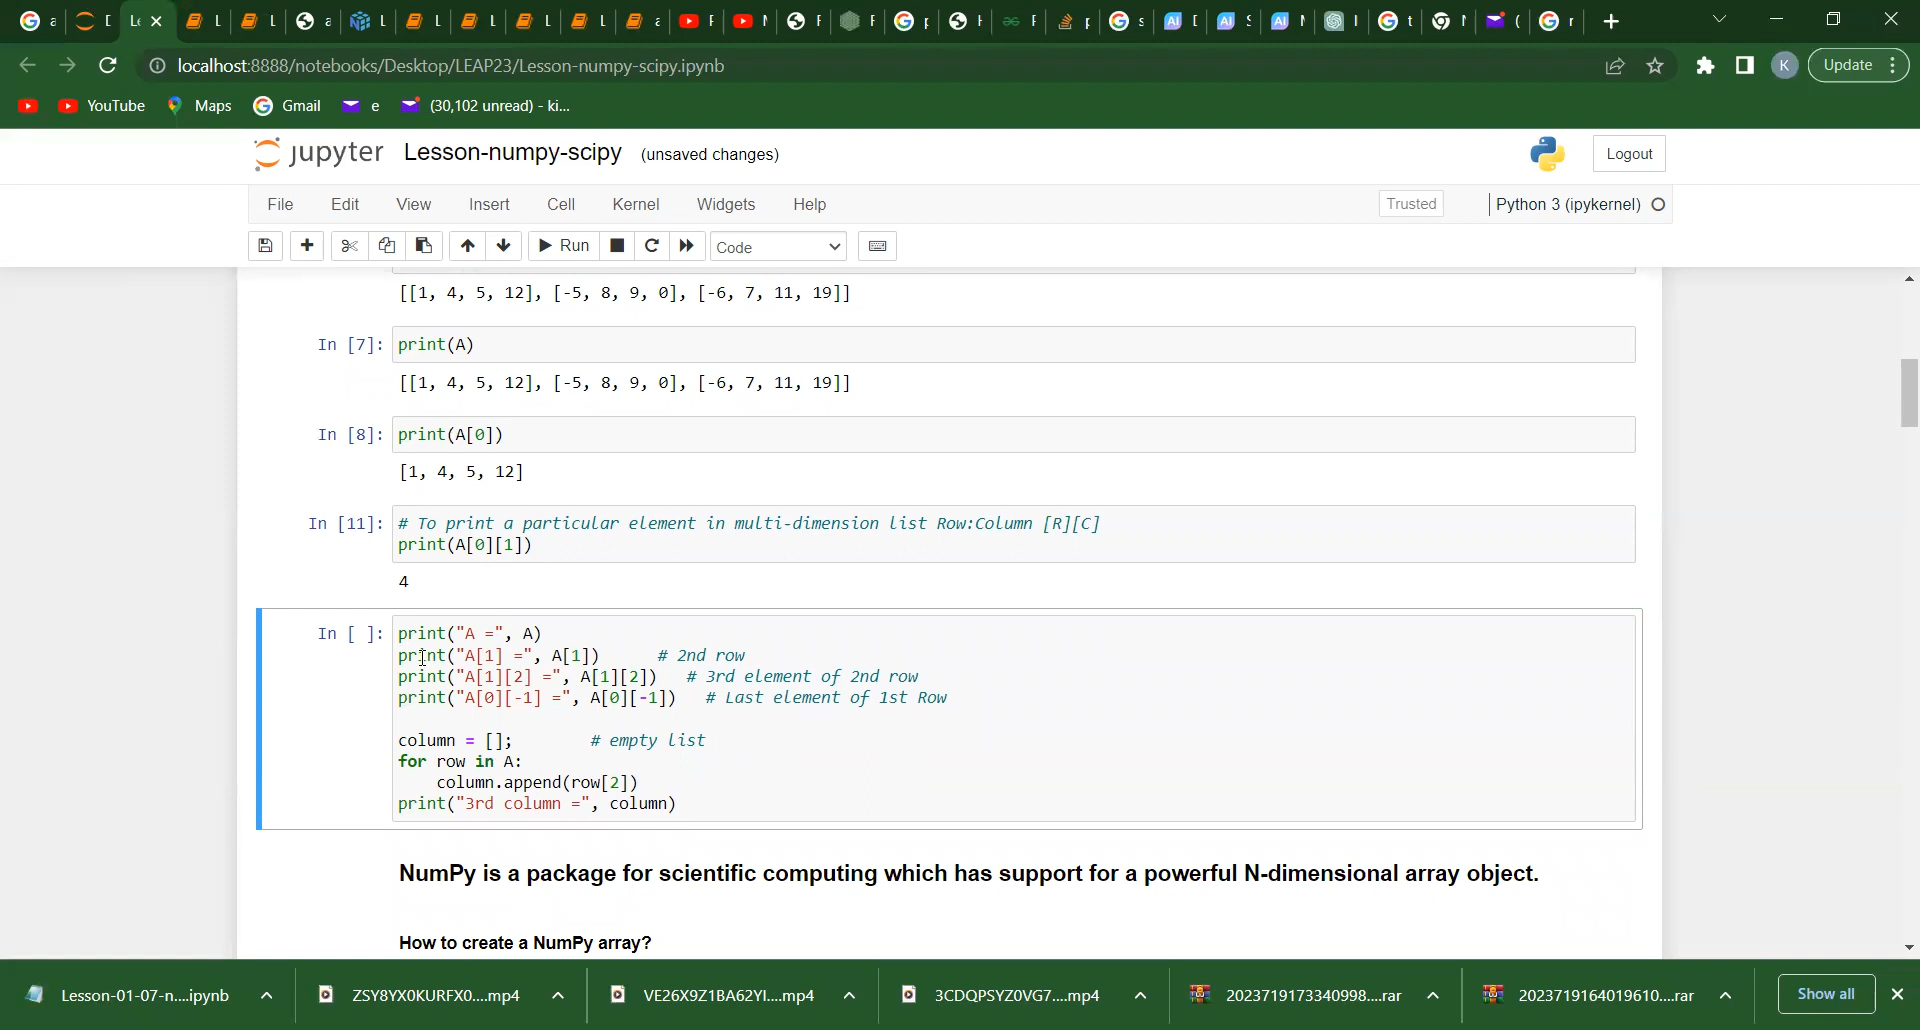 a
D
Le
L
L
a
L
L
L
L
L
a
F
M
F
F
p
H
F
p
s
D
S
M
I
t
N
(
r
localhost:8888/notebooks/Desktop/LEAP23/Lesson-numpy-scipy.ipynb
K
Update
YouTube
Maps
Gmail
e
(30,102 unread) - ki...
jupyter Lesson-numpy-scipy (unsaved changes)
Logout
File Edit View Insert Cell Kernel Widgets Help
Trusted
Python 3 (ipykernel)
Run
Code
[[1, 4, 5, 12], [-5, 8, 9, 0], [-6, 7, 11, 19]]
In [7]: print(A)
[[1, 4, 5, 12], [-5, 8, 9, 0], [-6, 7, 11, 19]]
In [8]: print(A[0])
[1, 4, 5, 12]
In [11]: # To print a particular element in multi-dimension list Row:Column [R][C]
print(A[0][1])
4
In [ ]: print("A =", A)
print("A[1] =", A[1]) # 2nd row
print("A[1][2] =", A[1][2]) # 3rd element of 2nd row
print("A[0][-1] =", A[0][-1]) # Last element of 1st Row
column = []; # empty list
for row in A:
column.append(row[2])
print("3rd column =", column)
NumPy is a package for scientific computing which has support for a powerful N-dimensional array object.
How to create a NumPy array?
Lesson-01-07-n....ipynb
ZSY8YX0KURFX0....mp4
VE26X9Z1BA62YI....mp4
3CDQPSYZ0VG7....mp4
2023719173340998....rar
2023719164019610....rar
Show all